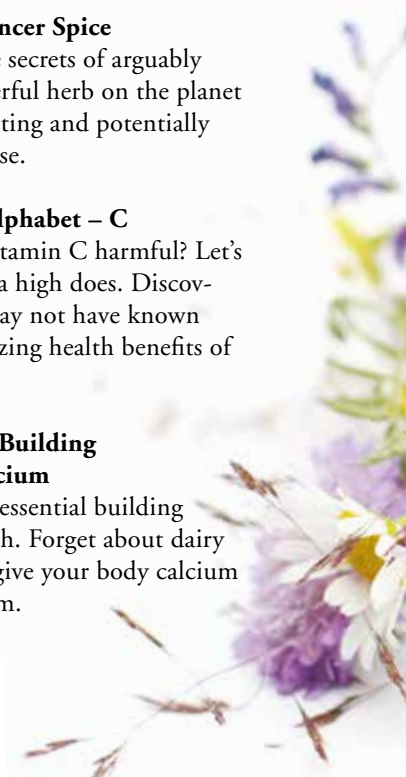 ncer Spice
secrets of arguably
erful herb on the planet
ting and potentially
se.
lphabet – C
tamin C harmful? Let’s
a high does. Discov-
ay not have known
zing health benefits of
Building
cium
essential building
h. Forget about dairy
give your body calcium
m.